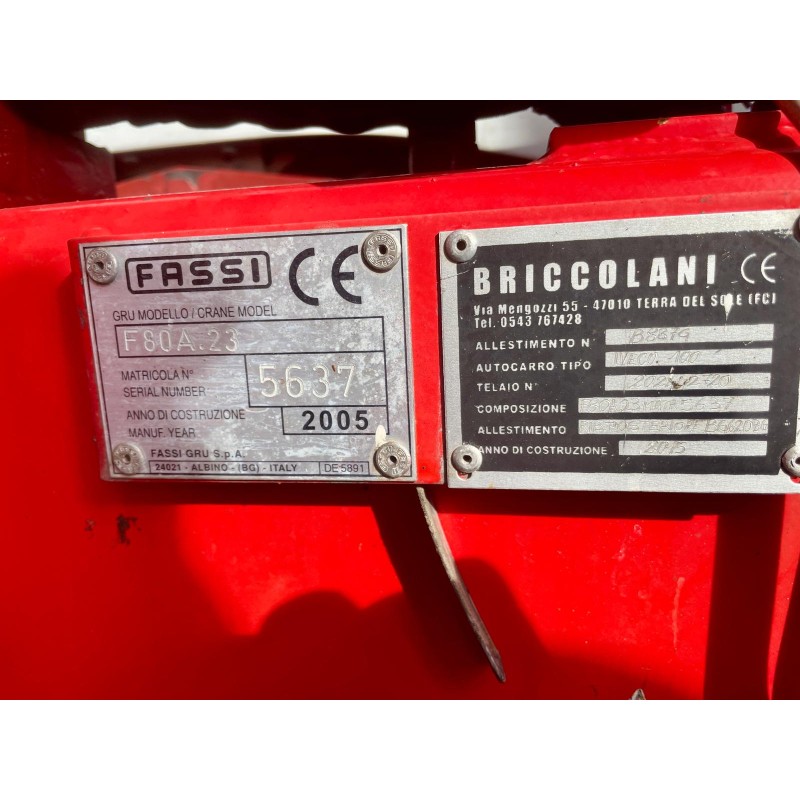 FASSI CE
GRU MODELLO / CRANE MODEL
F80A.23
MATRICOLA N°
SERIAL NUMBER
5637
ANNO DI COSTRUZIONE
MANUF. YEAR
2005
FASSI GRU S.p.A.
24021 - ALBINO - (BG) - ITALY DE5891
BRICCOLANI CE
Via Mengozzi 55 - 47010 TERRA DEL SOLE (FC)
Tel. 0543 767428
ALLESTIMENTO N°
AUTOCARRO TIPO
TELAIO N°
COMPOSIZIONE
ALLESTIMENTO
ANNO DI COSTRUZIONE